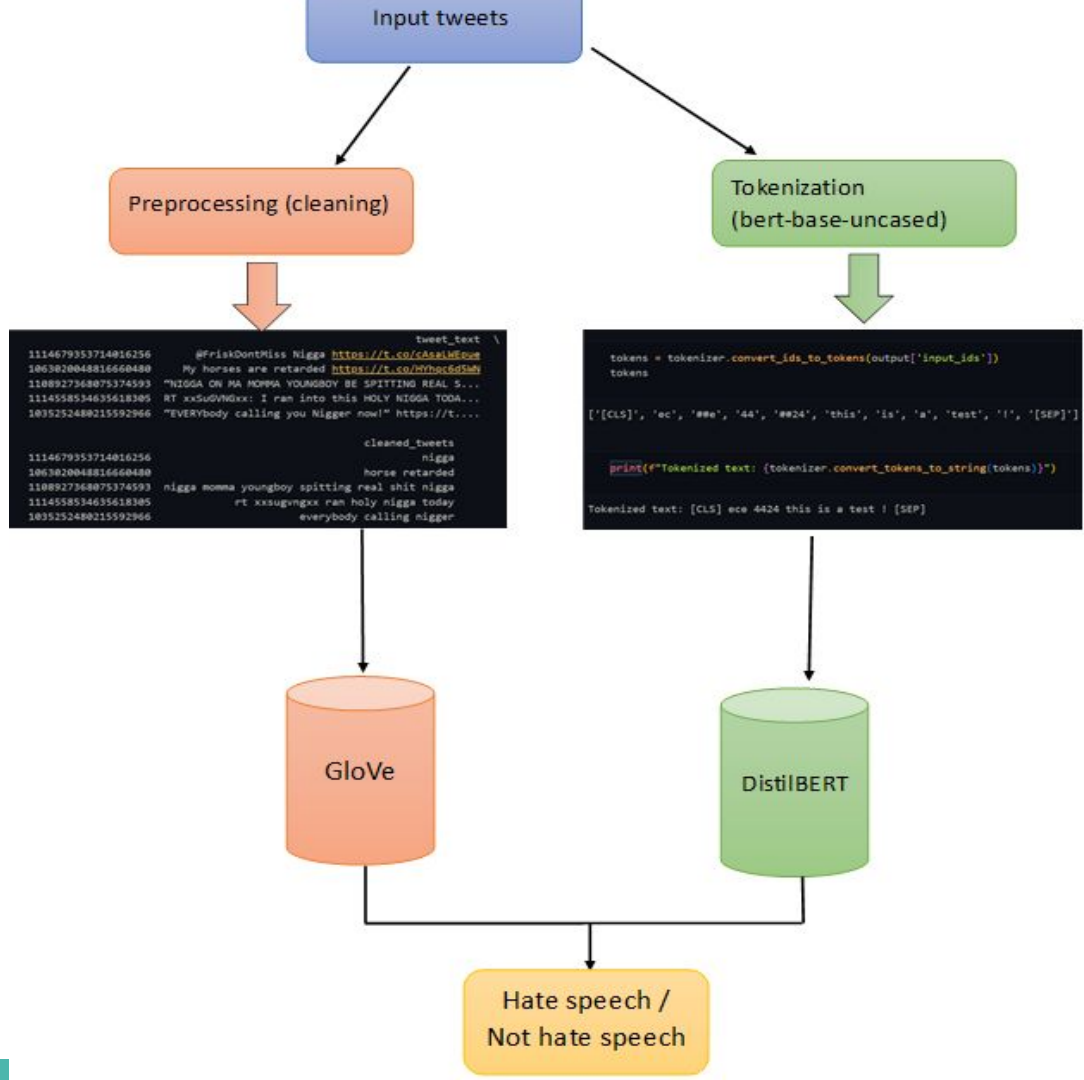 Input tweets
Preprocessing (cleaning)
Tokenization
(bert-base-uncased)
tweet_text \
1114679353714016256 @FriskDontMiss Nigga https://t.co/cAsaLWEpue
1063020048816660480 My horses are retarded https://t.co/HYhqc6d5WN
1108927368075374593 "NIGGA ON MA MOMMA YOUNGBOY BE SPITTING REAL S...
1114558534635618305 RT xxSuGVNGxx: I ran into this HOLY NIGGA TODA...
1035252480215592966 "EVERYbody calling you Nigger now!" https://t....
cleaned_tweets
1114679353714016256 nigga
1063020048816660480 horse retarded
1108927368075374593 nigga momma youngboy spitting real shit nigga
1114558534635618305 rt xxsugvngxx ran holy nigga today
1035252480215592966 everybody calling nigger
tokens = tokenizer.convert_ids_to_tokens(output['input_ids'])
tokens
['[CLS]', 'ec', '##e', '44', '##24', 'this', 'is', 'a', 'test', '!', '[SEP]']
print(f"Tokenized text: {tokenizer.convert_tokens_to_string(tokens)}")
Tokenized text: [CLS] ece 4424 this is a test ! [SEP]
GloVe
DistilBERT
Hate speech /
Not hate speech